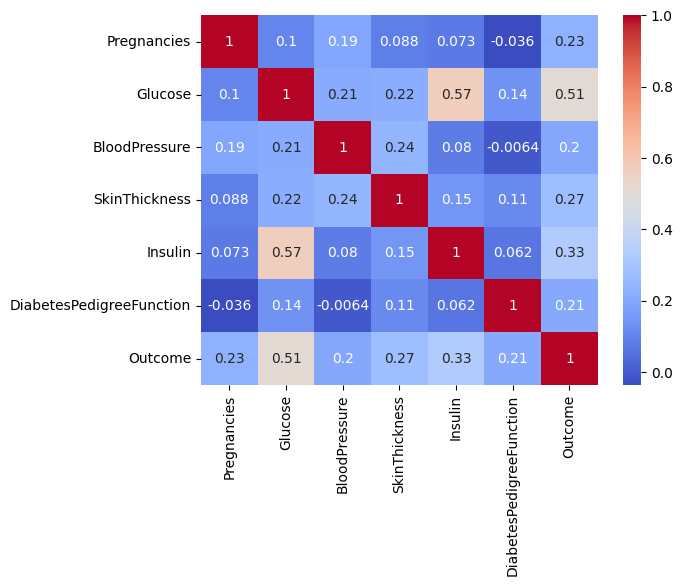 Pregnancies 1 0.1 0.19 0.088 0.073 -0.036 0.23
Glucose 0.1 1 0.21 0.22 0.57 0.14 0.51
BloodPressure 0.19 0.21 1 0.24 0.08 -0.0064 0.2
SkinThickness 0.088 0.22 0.24 1 0.15 0.11 0.27
Insulin 0.073 0.57 0.08 0.15 1 0.062 0.33
DiabetesPedigreeFunction -0.036 0.14 -0.0064 0.11 0.062 1 0.21
Outcome 0.23 0.51 0.2 0.27 0.33 0.21 1
Pregnancies
Glucose
BloodPressure
SkinThickness
Insulin
DiabetesPedigreeFunction
Outcome
1.0
0.8
0.6
0.4
0.2
0.0